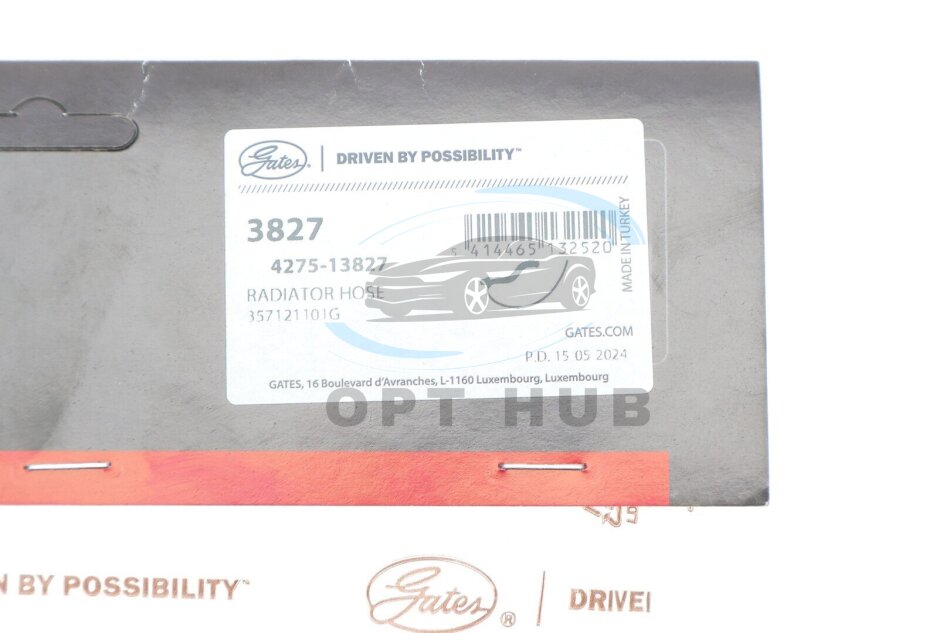 Gates® | DRIVEN BY POSSIBILITY™
3827
414465 132520
4275-13827
MADE IN TURKEY
RADIATOR HOSE
357121101G
GATES.COM
P.D. 15 05 2024
GATES, 16 Boulevard d'Avranches, L-1160 Luxembourg, Luxembourg
OPT HUB
N BY POSSIBILITY™ Gates® | DRIVEI